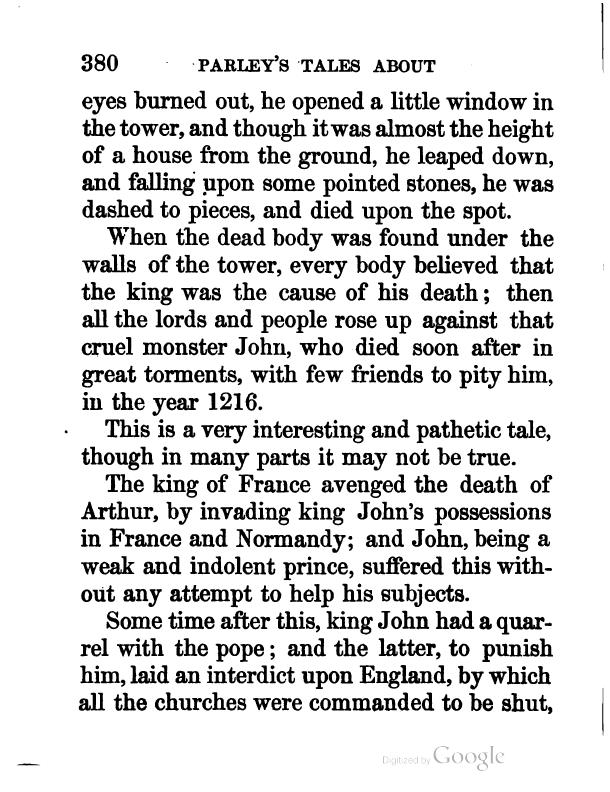 380 PARLEY'S TALES ABOUT
eyes burned out, he opened a little window in
the tower, and though it was almost the height
of a house from the ground, he leaped down,
and falling upon some pointed stones, he was
dashed to pieces, and died upon the spot.
When the dead body was found under the
walls of the tower, every body believed that
the king was the cause of his death; then
all the lords and people rose up against that
cruel monster John, who died soon after in
great torments, with few friends to pity him,
in the year 1216.
This is a very interesting and pathetic tale,
though in many parts it may not be true.
The king of France avenged the death of
Arthur, by invading king John's possessions
in France and Normandy; and John, being a
weak and indolent prince, suffered this with-
out any attempt to help his subjects.
Some time after this, king John had a quar-
rel with the pope; and the latter, to punish
him, laid an interdict upon England, by which
all the churches were commanded to be shut,
Digitized by Google